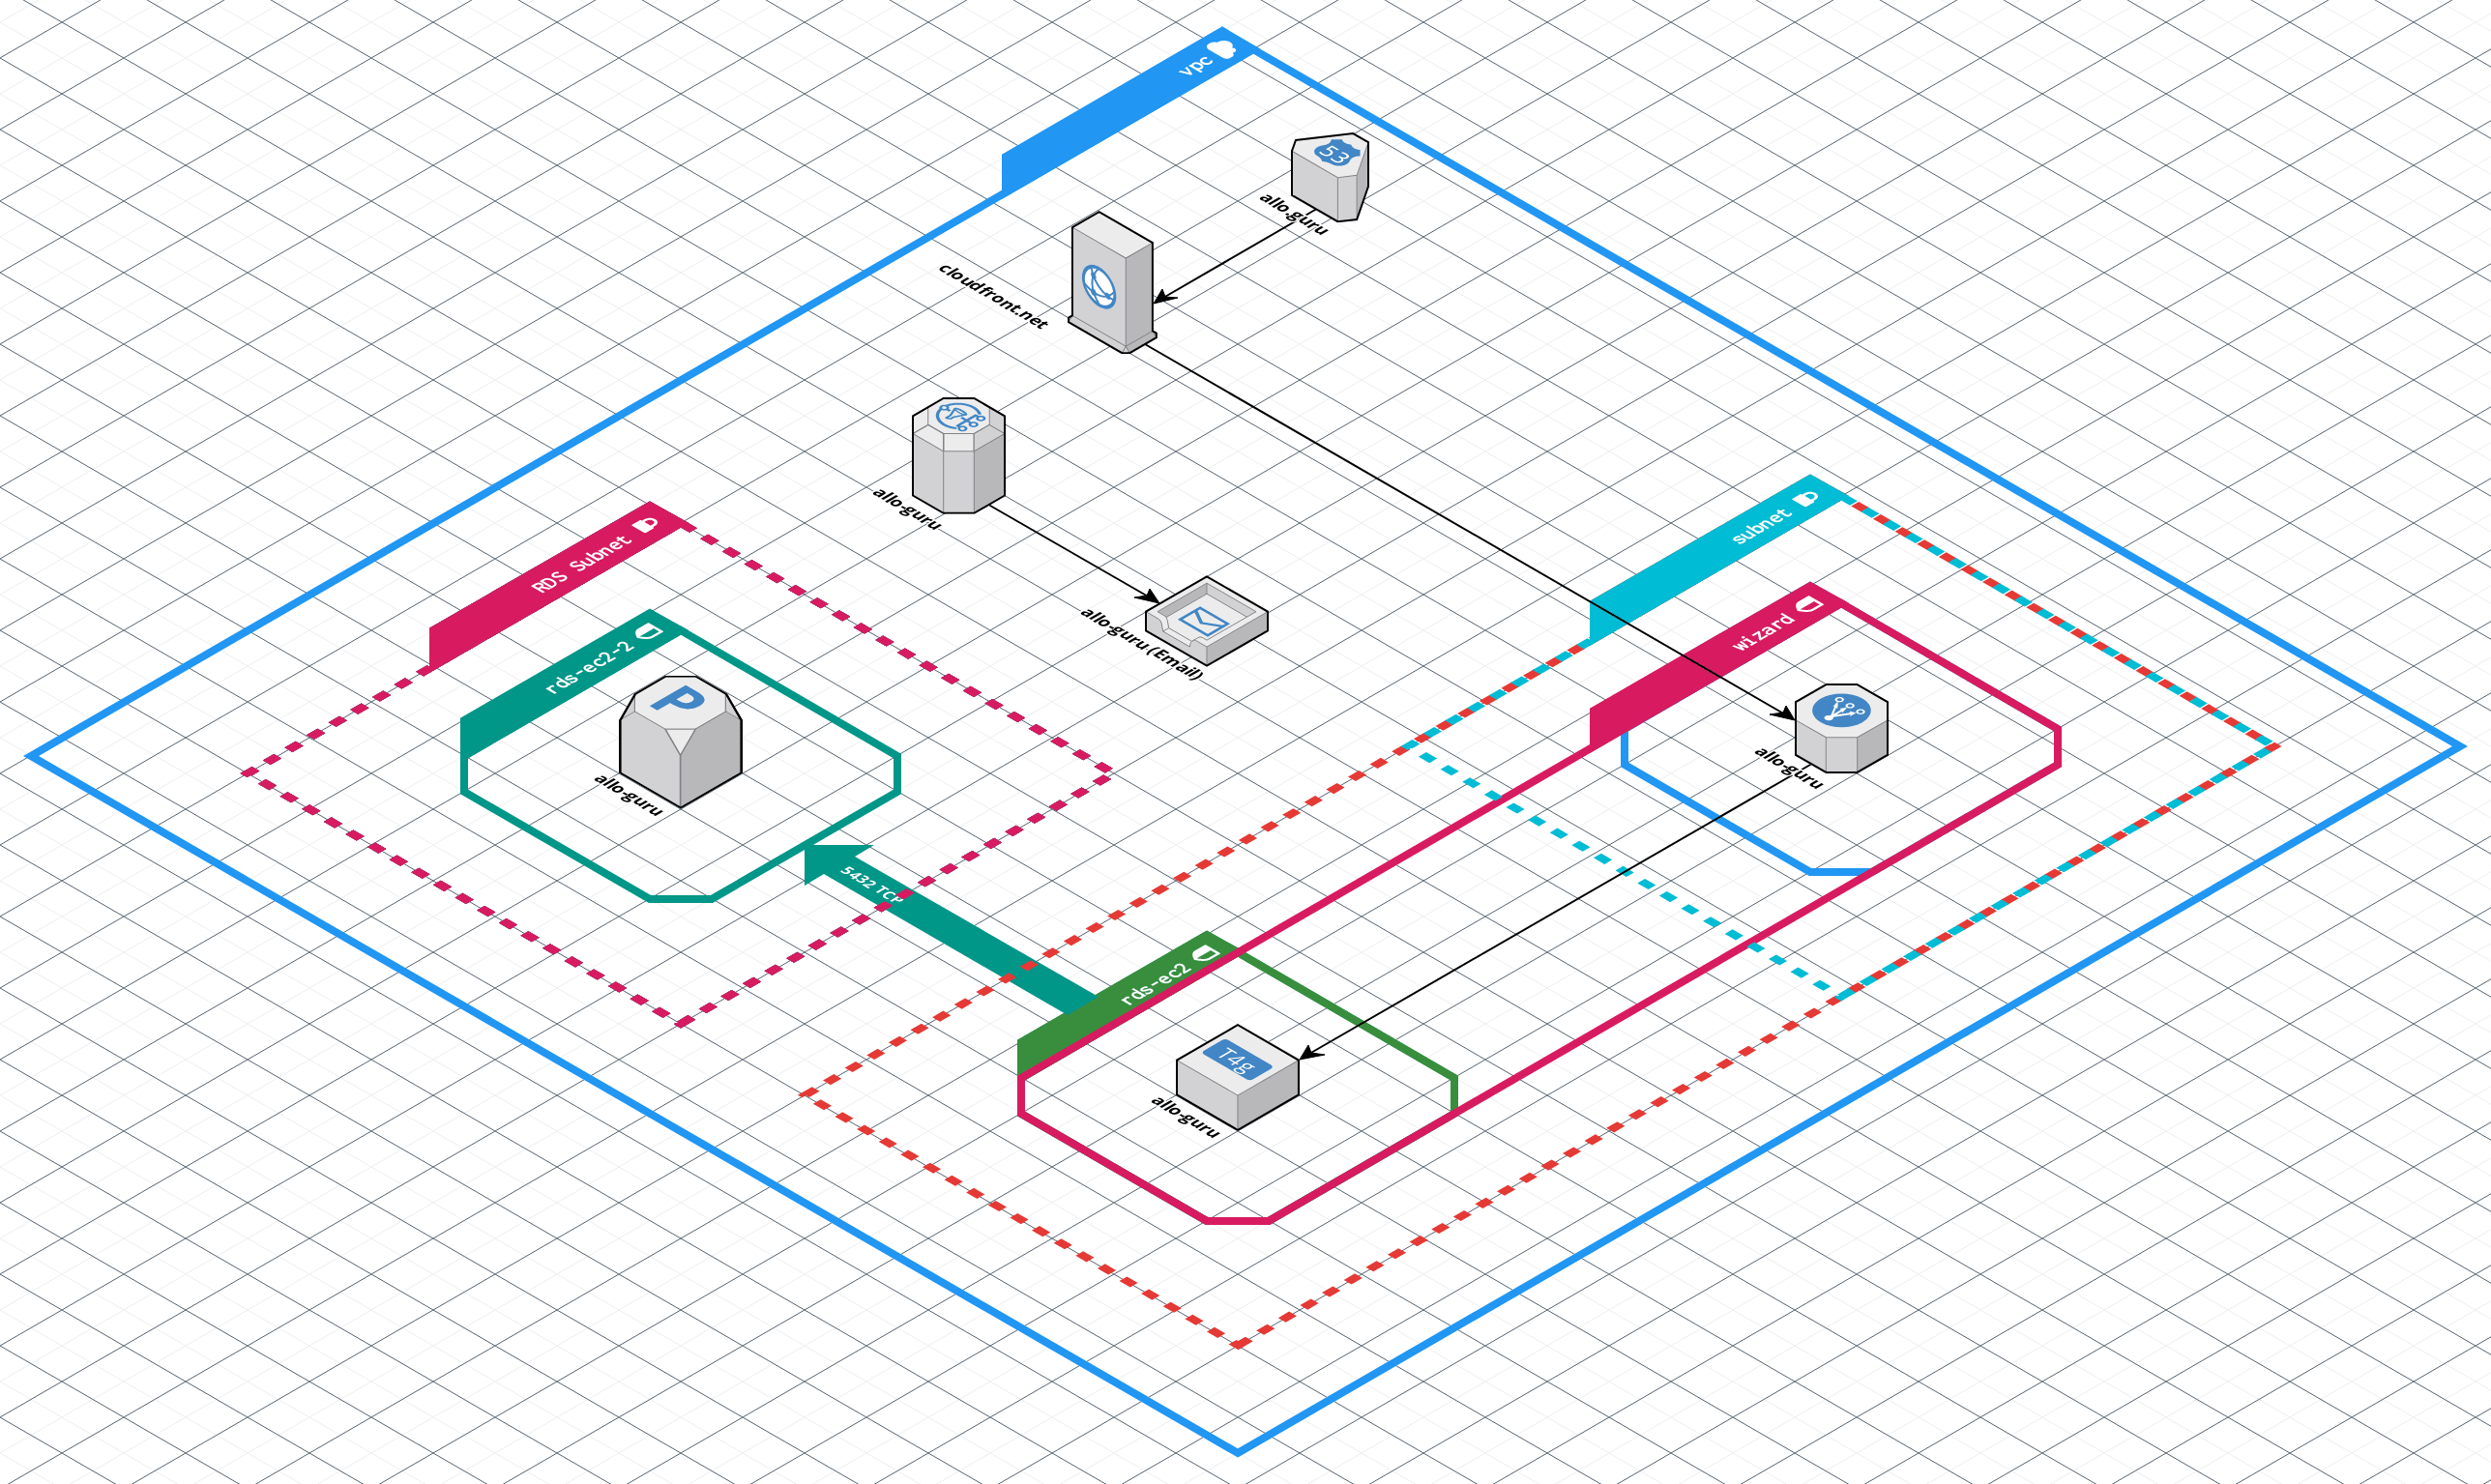 vpc
53
allo-guru
cloudfront.net
allo-guru
allo-guru (Email)
subnet
RDS Subnet
wizard
rds-ec2-2
P
allo-guru
allo-guru
5432 TCP
rds-ec2
T4g
allo-guru